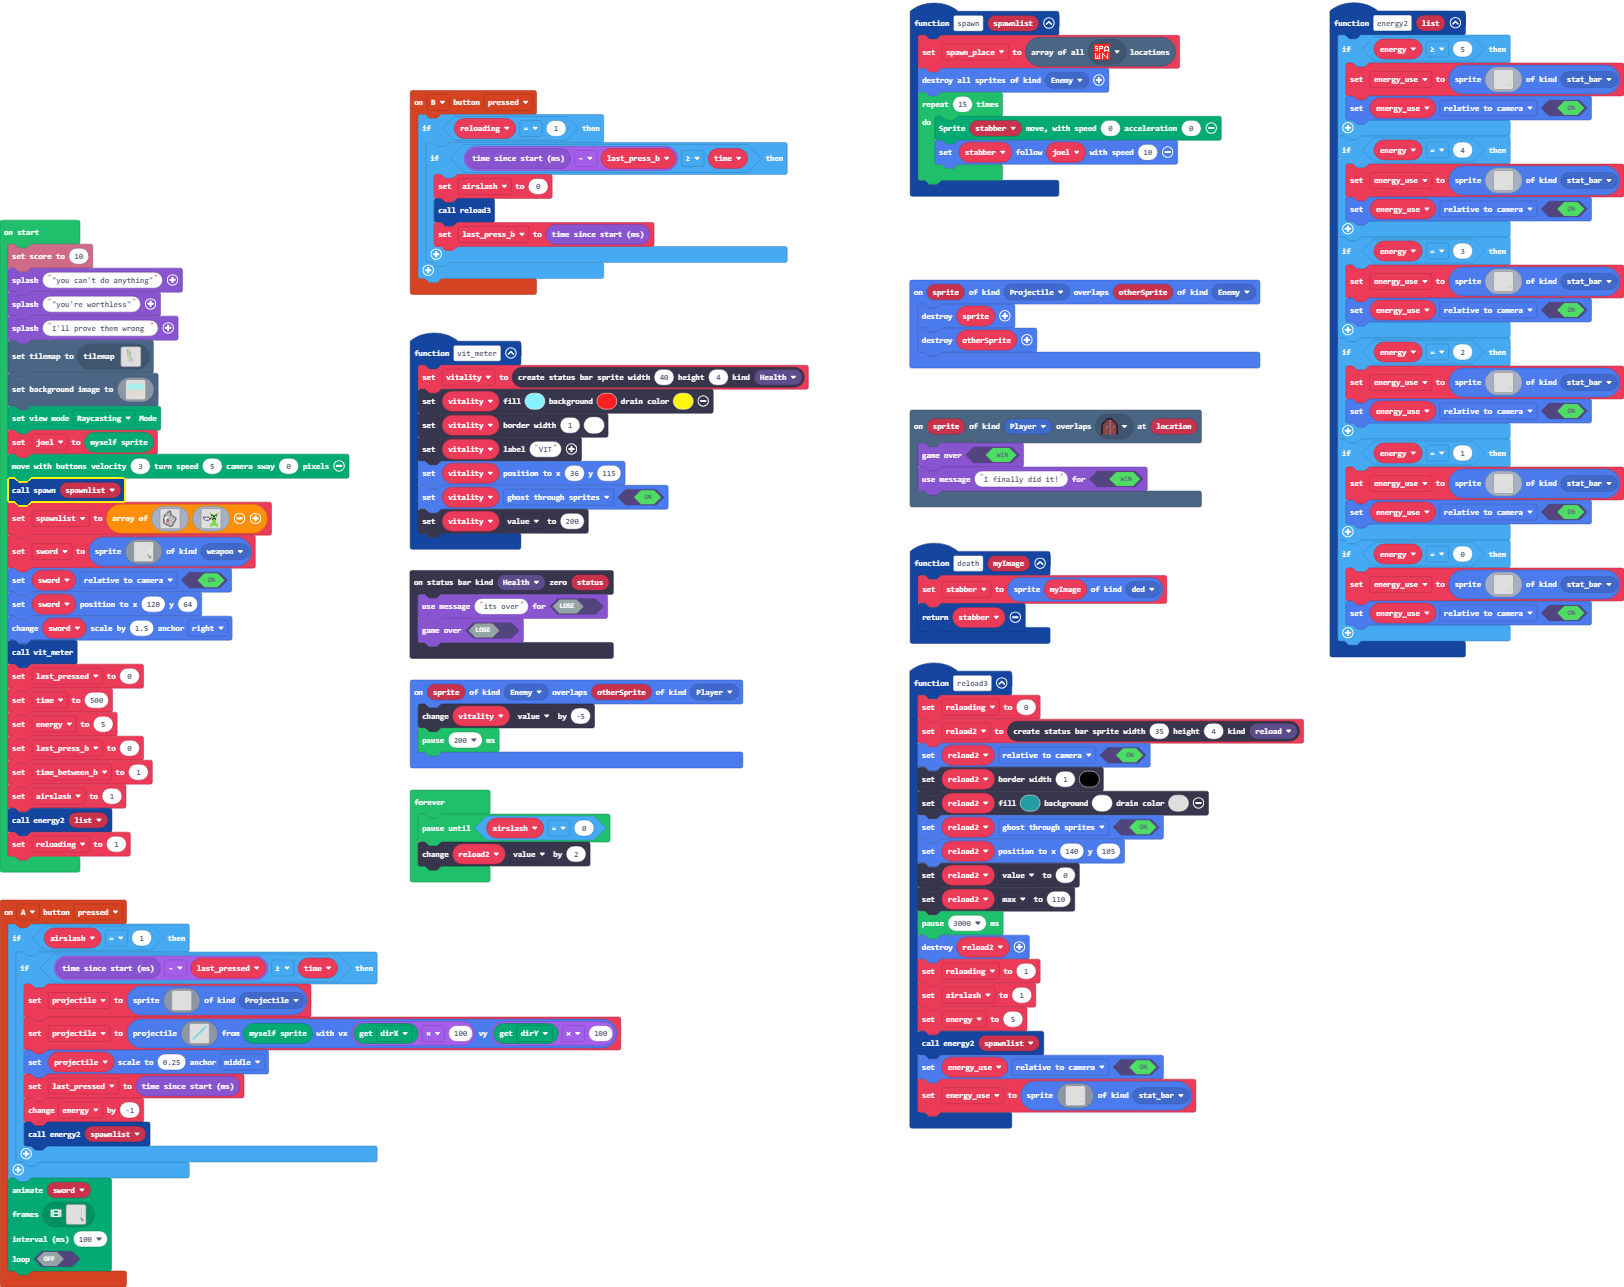 on start
set score to 10
splash " "you can't do anything" "
splash " "you're worthless" "
splash " I'll prove them wrong "
set tilemap to tilemap
set background image to
set view mode Raycasting Mode
set joel to myself sprite
move with buttons velocity 3 turn speed 5 camera sway 0 pixels
call spawn spawnlist
set spawnlist to array of
set sword to sprite of kind weapon
set sword relative to camera ON
set sword position to x 120 y 64
change sword scale by 1.5 anchor right
call vit_meter
set last_pressed to 0
set time to 500
set energy to 5
set last_press_b to 0
set time_between_b to 1
set airslash to 1
call energy2 list
set reloading to 1
on A button pressed
if airslash = 1 then
if time since start (ms) - last_pressed ≥ time then
set projectile to sprite of kind Projectile
set projectile to projectile from myself sprite with vx get dirX × 100 vy get dirY × 100
set projectile scale to 0.25 anchor middle
set last_pressed to time since start (ms)
change energy by -1
call energy2 spawnlist
animate sword
frames
interval (ms) 100
loop OFF
on B button pressed
if reloading = 1 then
if time since start (ms) - last_press_b ≥ time then
set airslash to 0
call reload3
set last_press_b to time since start (ms)
function vit_meter
set vitality to create status bar sprite width 40 height 4 kind Health
set vitality fill background drain color
set vitality border width 1
set vitality label "VIT"
set vitality position to x 36 y 115
set vitality ghost through sprites ON
set vitality value to 200
on status bar kind Health zero status
use message "its over" for LOSE
game over LOSE
on sprite of kind Enemy overlaps otherSprite of kind Player
change vitality value by -5
pause 200 ms
forever
pause until airslash = 0
change reload2 value by 2
function spawn spawnlist
set spawn_place to array of all SPAWN locations
destroy all sprites of kind Enemy
repeat 15 times
do Sprite stabber move, with speed 0 acceleration 0
set stabber follow joel with speed 10
on sprite of kind Projectile overlaps otherSprite of kind Enemy
destroy sprite
destroy otherSprite
on sprite of kind Player overlaps at location
game over WIN
use message "I finally did it!" for WIN
function death myImage
set stabber to sprite myImage of kind ded
return stabber
function reload3
set reloading to 0
set reload2 to create status bar sprite width 35 height 4 kind reload
set reload2 relative to camera ON
set reload2 border width 1
set reload2 fill background drain color
set reload2 ghost through sprites ON
set reload2 position to x 140 y 105
set reload2 value to 0
set reload2 max to 110
pause 3000 ms
destroy reload2
set reloading to 1
set airslash to 1
set energy to 5
call energy2 spawnlist
set energy_use relative to camera ON
set energy_use to sprite of kind stat_bar
function energy2 list
if energy ≥ 5 then
set energy_use to sprite of kind stat_bar
set energy_use relative to camera ON
if energy = 4 then
set energy_use to sprite of kind stat_bar
set energy_use relative to camera ON
if energy = 3 then
set energy_use to sprite of kind stat_bar
set energy_use relative to camera ON
if energy = 2 then
set energy_use to sprite of kind stat_bar
set energy_use relative to camera ON
if energy = 1 then
set energy_use to sprite of kind stat_bar
set energy_use relative to camera ON
if energy = 0 then
set energy_use to sprite of kind stat_bar
set energy_use relative to camera ON